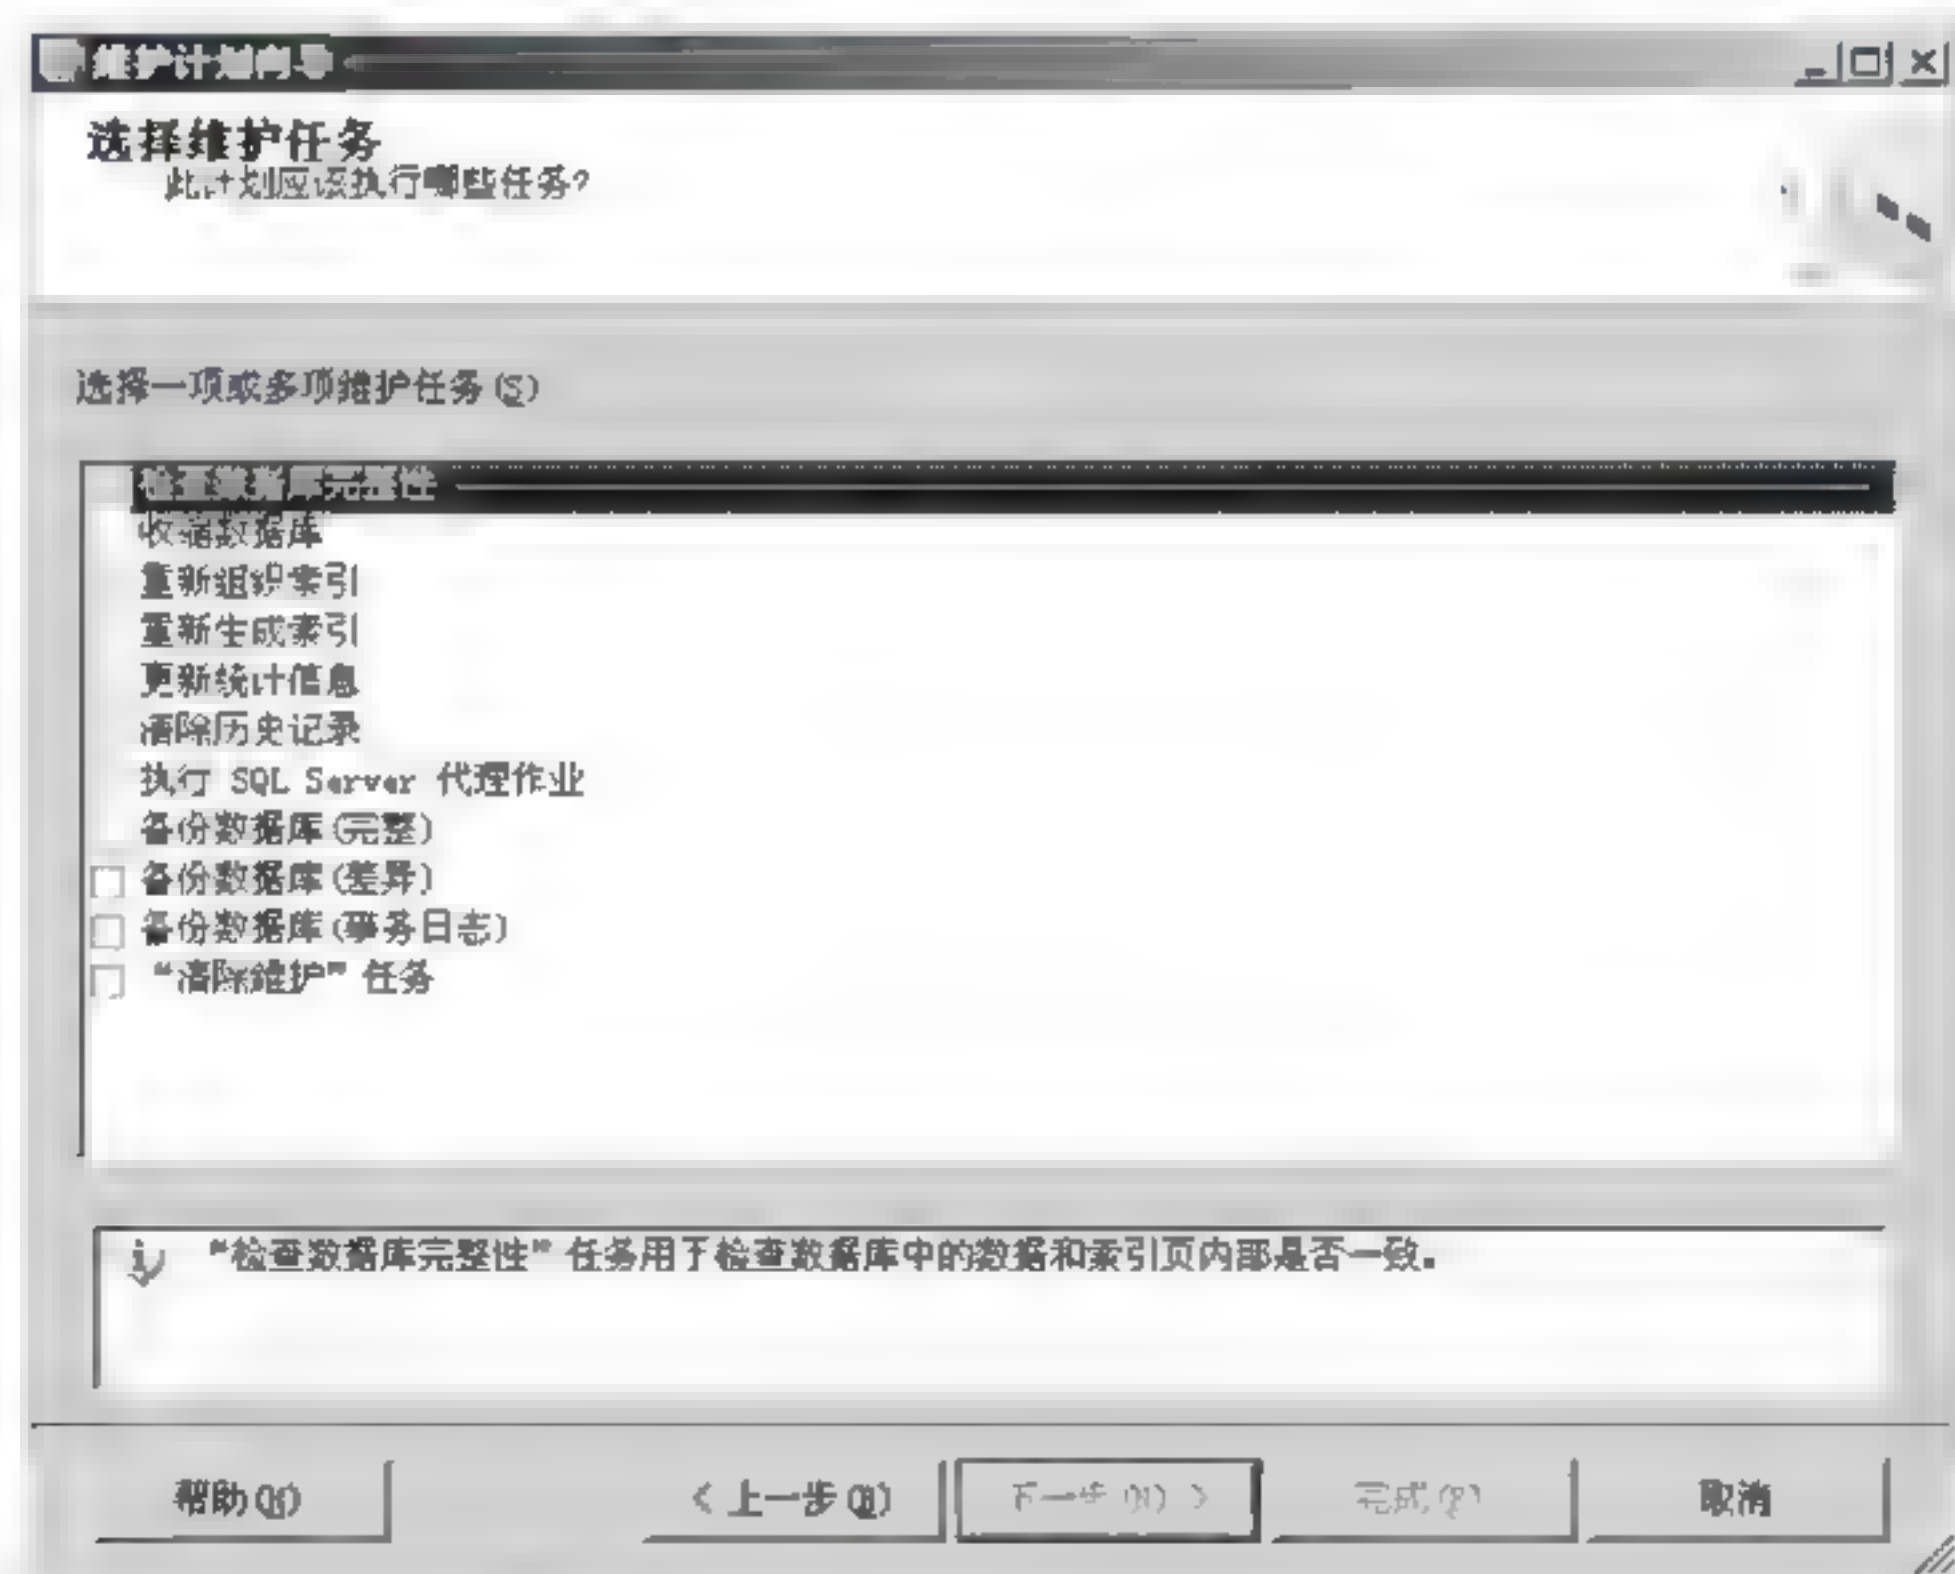 维护计划向导
选择维护任务
此计划应该执行哪些任务?
选择一项或多项维护任务(S)
检查数据库完整性
收缩数据库
重新组织索引
重新生成索引
更新统计信息
清除历史记录
执行 SQL Server 代理作业
备份数据库(完整)
备份数据库(差异)
备份数据库(事务日志)
“清除维护”任务
“检查数据库完整性”任务用于检查数据库中的数据和索引页内部是否一致。
帮助(H)
< 上一步(B)
下一步(N) >
完成(F)
取消